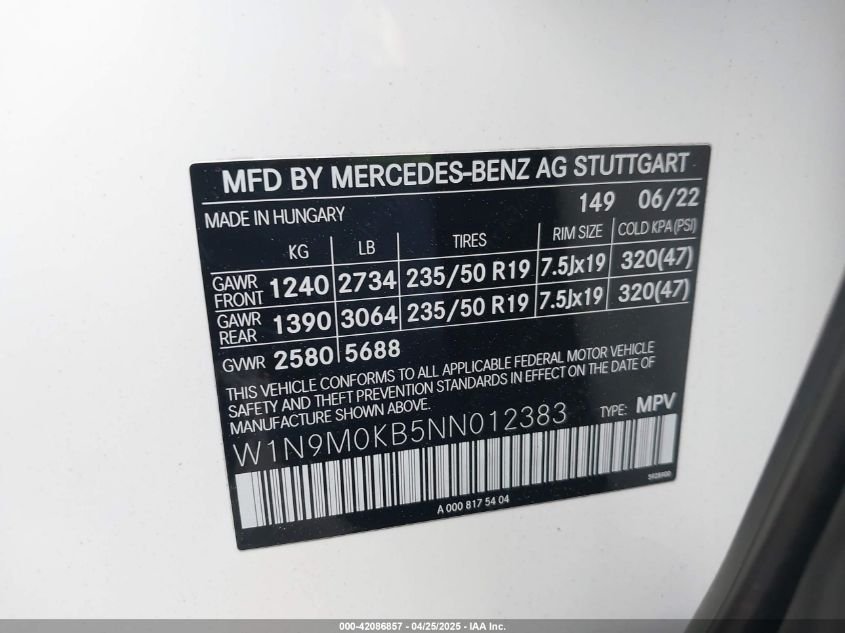 MFD BY MERCEDES-BENZ AG STUTTGART
MADE IN HUNGARY 149 06/22
KG LB TIRES RIM SIZE COLD KPA (PSI)
GAWR FRONT 1240 2734 235/50 R19 7.5Jx19 320(47)
GAWR REAR 1390 3064 235/50 R19 7.5Jx19 320(47)
GVWR 2580 5688
THIS VEHICLE CONFORMS TO ALL APPLICABLE FEDERAL MOTOR VEHICLE
SAFETY AND THEFT PREVENTION STANDARDS IN EFFECT ON THE DATE OF
MANUFACTURE SHOWN ABOVE.
W1N9M0KB5NN012383 TYPE: MPV
A 000 817 54 04
000-42086857 - 04/25/2025 - IAA Inc.